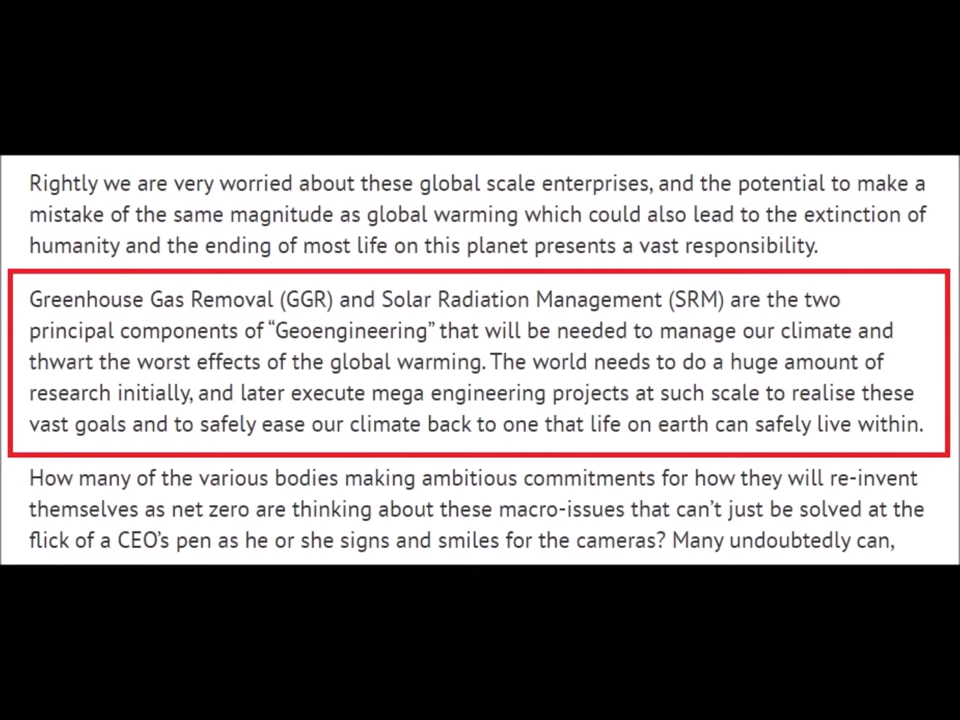 Rightly we are very worried about these global scale enterprises, and the potential to make a
mistake of the same magnitude as global warming which could also lead to the extinction of
humanity and the ending of most life on this planet presents a vast responsibility.
Greenhouse Gas Removal (GGR) and Solar Radiation Management (SRM) are the two
principal components of “Geoengineering” that will be needed to manage our climate and
thwart the worst effects of the global warming. The world needs to do a huge amount of
research initially, and later execute mega engineering projects at such scale to realise these
vast goals and to safely ease our climate back to one that life on earth can safely live within.
How many of the various bodies making ambitious commitments for how they will re-invent
themselves as net zero are thinking about these macro-issues that can’t just be solved at the
flick of a CEO’s pen as he or she signs and smiles for the cameras? Many undoubtedly can,